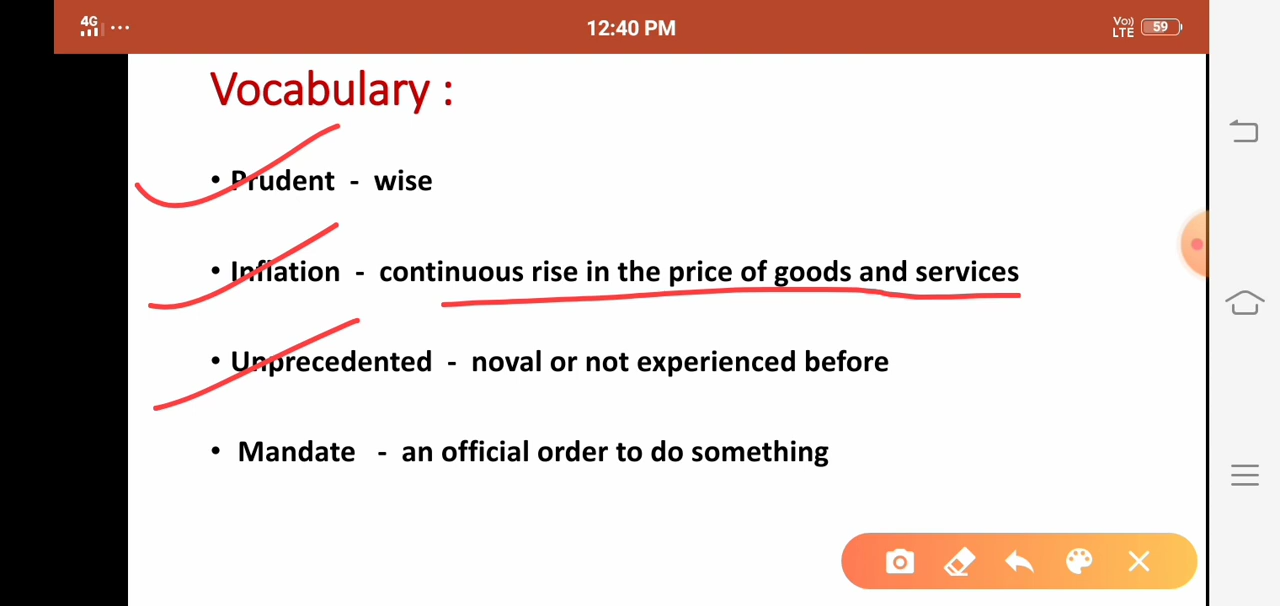 4G ... 12:40 PM Vo)) LTE 59
Vocabulary :
• Prudent - wise
• Inflation - continuous rise in the price of goods and services
• Unprecedented - noval or not experienced before
• Mandate - an official order to do something